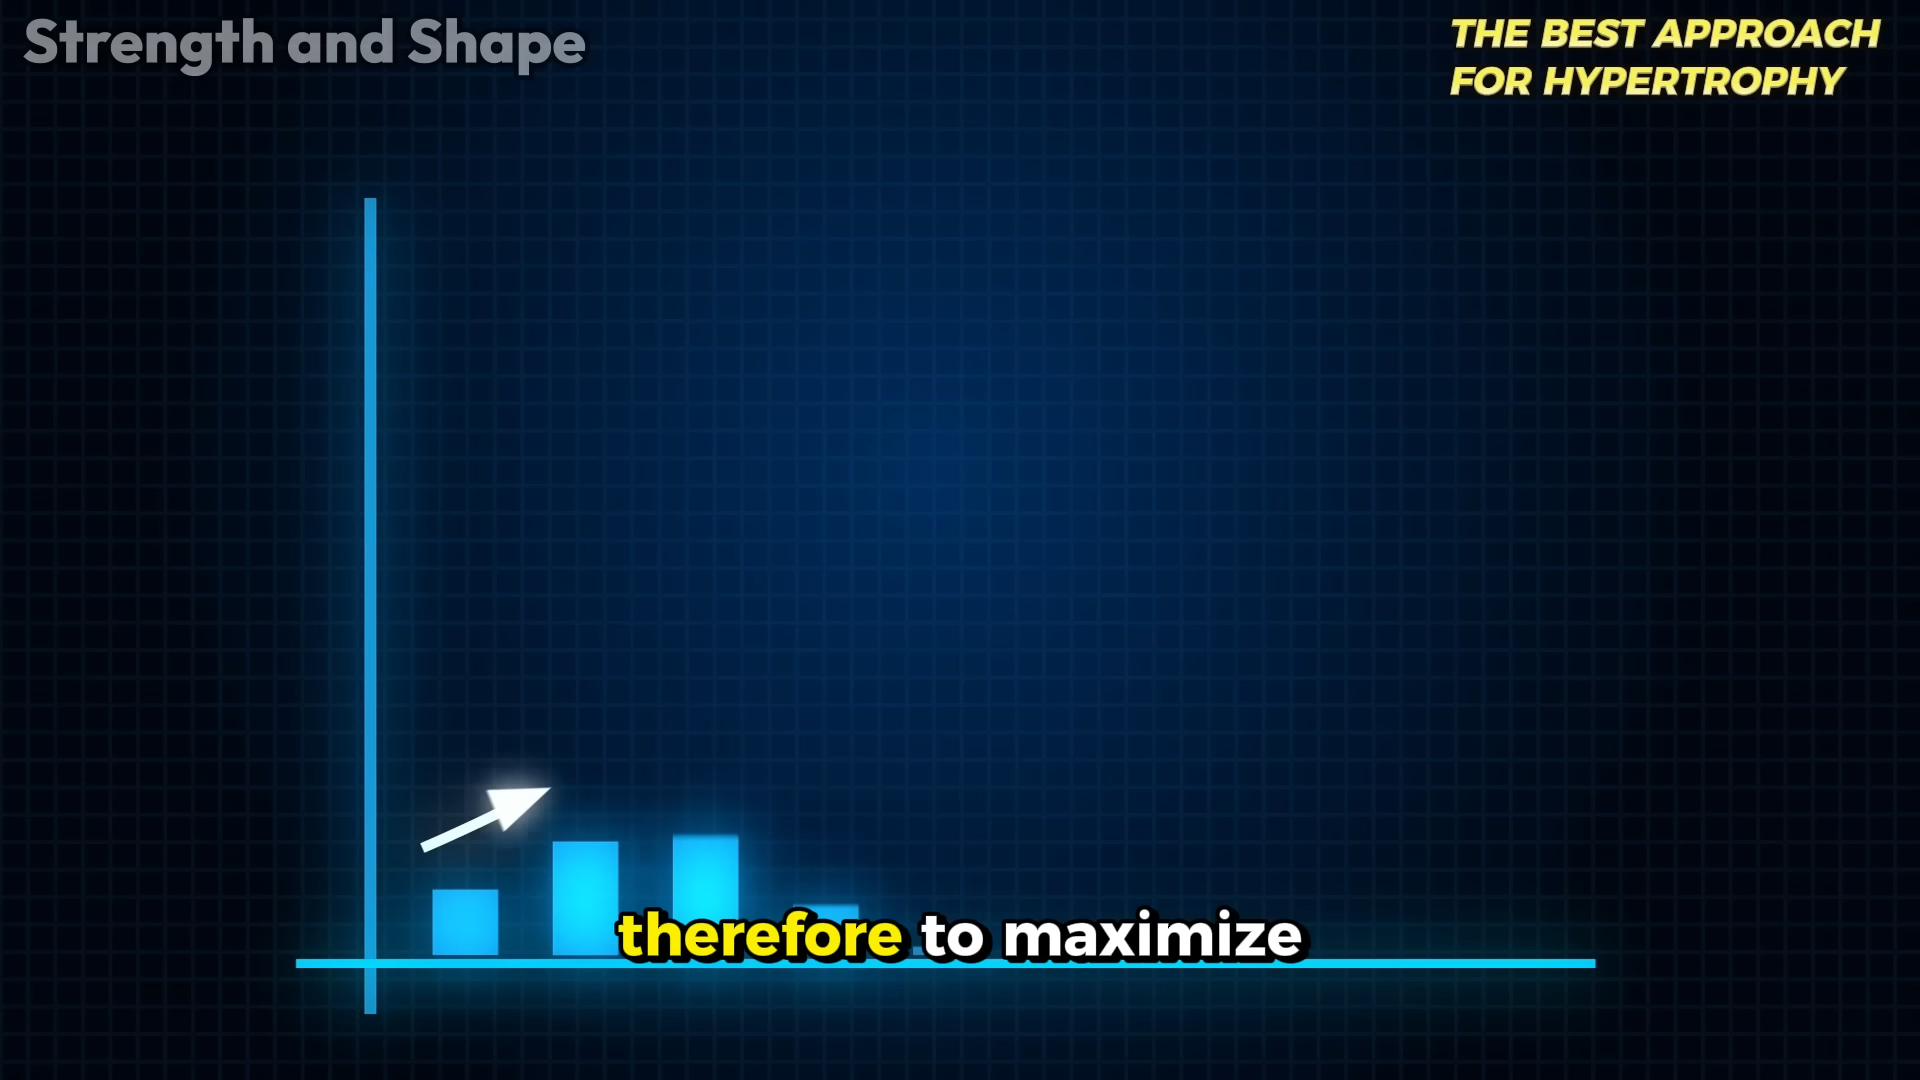 Strength and Shape
THE BEST APPROACH
FOR HYPERTROPHY
therefore to maximize